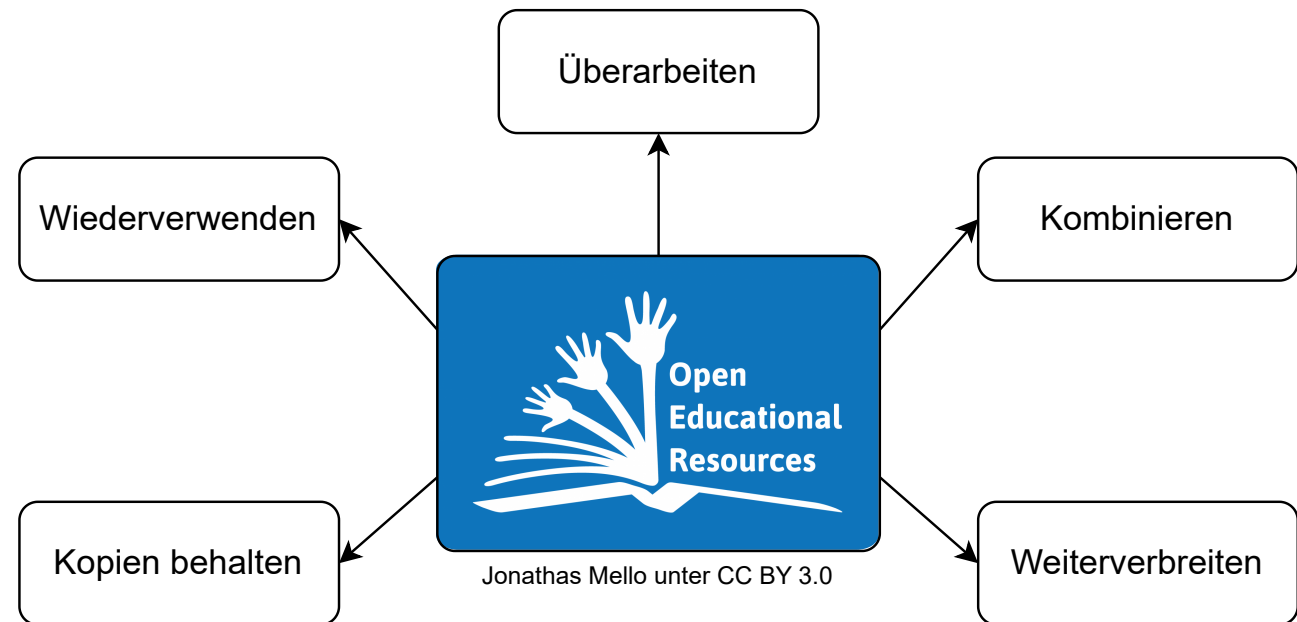 Überarbeiten
Wiederverwenden
Kombinieren
Open
Educational
Resources
Kopien behalten
Weiterverbreiten
Jonathas Mello unter CC BY 3.0